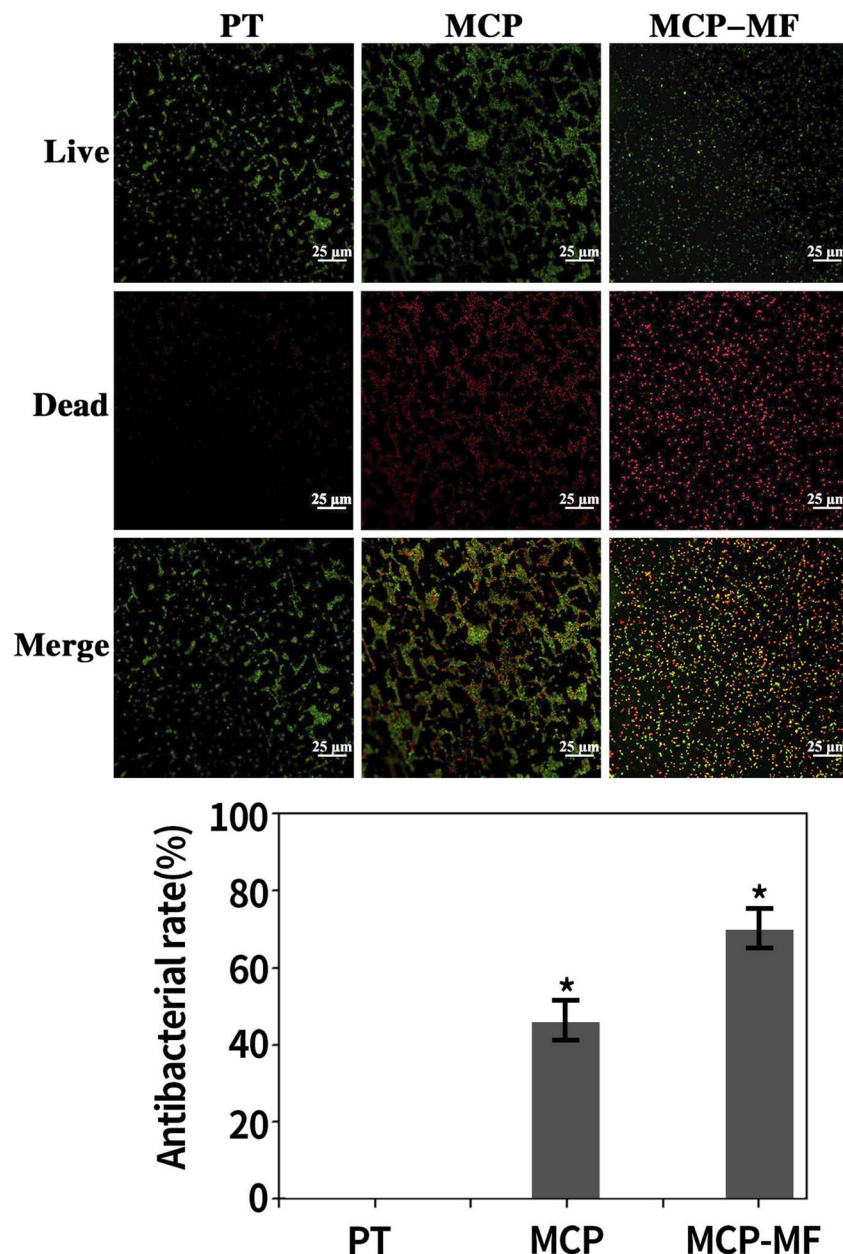 PT MCP MCP-MF
Live
25 µm 25 µm 25 µm
Dead
25 µm 25 µm 25 µm
Merge
25 µm 25 µm 25 µm
Antibacterial rate(%)
100
80
*
60
*
40
20
0
PT MCP MCP-MF